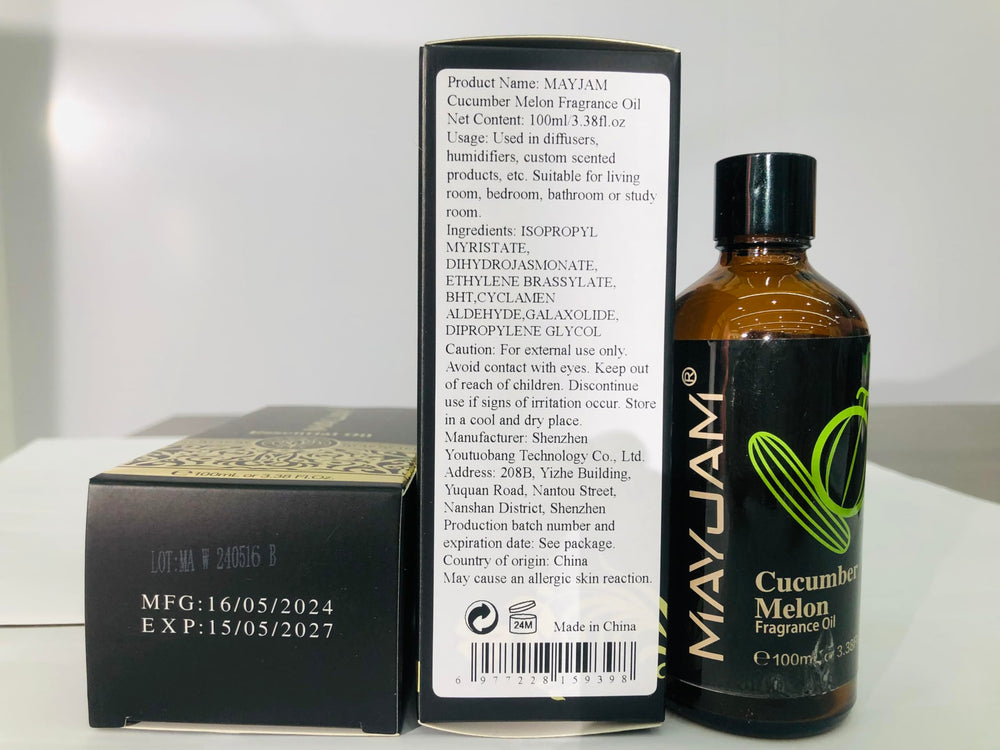 100mL or 3.38 Fl.Oz.
LOT:MA W 240516 B
MFG:16/05/2024
EXP:15/05/2027
Product Name: MAYJAM
Cucumber Melon Fragrance Oil
Net Content: 100ml/3.38fl.oz
Usage: Used in diffusers,
humidifiers, custom scented
products, etc. Suitable for living
room, bedroom, bathroom or study
room.
Ingredients: ISOPROPYL
MYRISTATE,
DIHYDROJASMONATE,
ETHYLENE BRASSYLATE,
BHT,CYCLAMEN
ALDEHYDE,GALAXOLIDE,
DIPROPYLENE GLYCOL
Caution: For external use only.
Avoid contact with eyes. Keep out
of reach of children. Discontinue
use if signs of irritation occur. Store
in a cool and dry place.
Manufacturer: Shenzhen
Youtuobang Technology Co., Ltd.
Address: 208B, Yizhe Building,
Yuquan Road, Nantou Street,
Nanshan District, Shenzhen
Production batch number and
expiration date: See package.
Country of origin: China
May cause an allergic skin reaction.
24M
Made in China
6 977228 159398
MAYJAM®
Cucumber
Melon
Fragrance Oil
℮100mL or 3.38